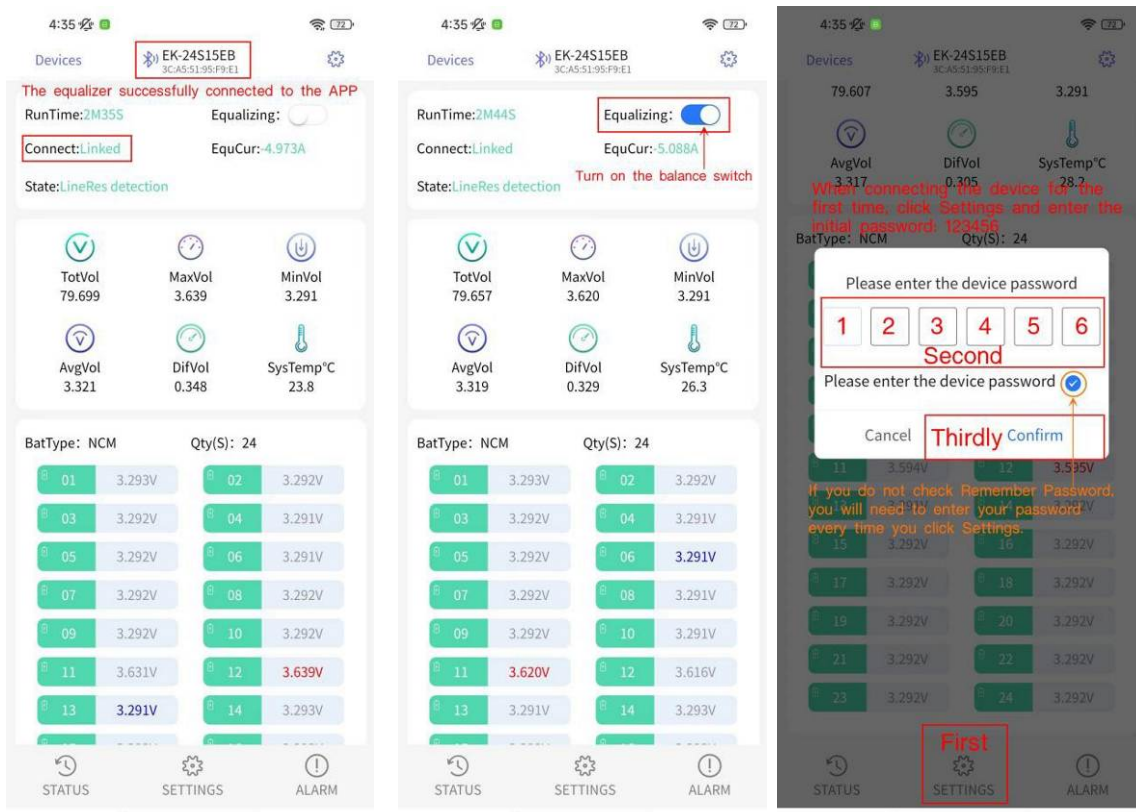 4:35
72
Devices
EK-24S15EB
3C:A5:51:95:F9:E1
The equalizer successfully connected to the APP
RunTime:2M35S
Equalizing:
Connect:Linked
EquCur:-4.973A
State:LineRes detection
TotVol
MaxVol
MinVol
79.699
3.639
3.291
AvgVol
DifVol
SysTemp°C
3.321
0.348
23.8
BatType: NCM
Qty(S): 24
01 3.293V 02 3.292V
03 3.292V 04 3.291V
05 3.292V 06 3.291V
07 3.292V 08 3.292V
09 3.292V 10 3.292V
11 3.631V 12 3.639V
13 3.291V 14 3.293V
STATUS
SETTINGS
ALARM
4:35
72
Devices
EK-24S15EB
3C:A5:51:95:F9:E1
RunTime:2M44S
Equalizing:
Connect:Linked
EquCur:-5.088A
State:LineRes detection
Turn on the balance switch
TotVol
MaxVol
MinVol
79.657
3.620
3.291
AvgVol
DifVol
SysTemp°C
3.319
0.329
26.3
BatType: NCM
Qty(S): 24
01 3.293V 02 3.292V
03 3.292V 04 3.291V
05 3.292V 06 3.291V
07 3.292V 08 3.291V
09 3.292V 10 3.291V
11 3.620V 12 3.616V
13 3.291V 14 3.293V
STATUS
SETTINGS
ALARM
4:35
72
Devices
EK-24S15EB
3C:A5:51:95:F9:E1
79.607
3.595
3.291
AvgVol
DifVol
SysTemp°C
3.317
0.305
28.2
When connecting the device for the
first time, click Settings and enter the
initial password: 123456
BatType: NCM
Qty(S): 24
Please enter the device password
1 2 3 4 5 6
Second
Please enter the device password
Cancel
Thirdly
Confirm
11 3.594V 12 3.595V
If you do not check Remember Password,
you will need to enter your password
every time you click Settings.
15 3.292V 16 3.292V
17 3.292V 18 3.292V
19 3.292V 20 3.292V
21 3.292V 22 3.292V
23 3.292V 24 3.292V
First
STATUS
SETTINGS
ALARM